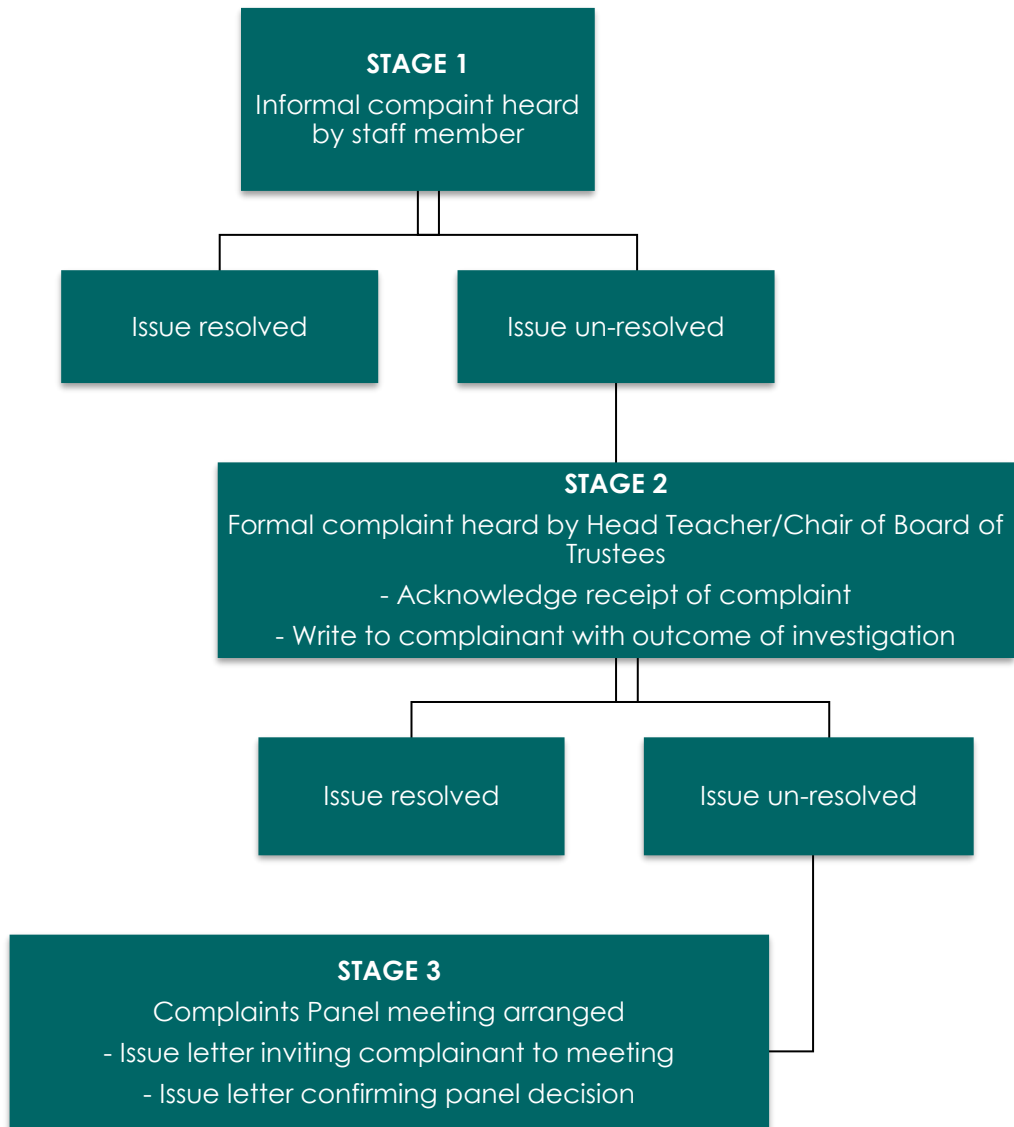 STAGE 1
Informal compaint heard
by staff member
Issue resolved
Issue un-resolved
STAGE 2
Formal complaint heard by Head Teacher/Chair of Board of
Trustees
- Acknowledge receipt of complaint
- Write to complainant with outcome of investigation
Issue resolved
Issue un-resolved
STAGE 3
Complaints Panel meeting arranged
- Issue letter inviting complainant to meeting
- Issue letter confirming panel decision